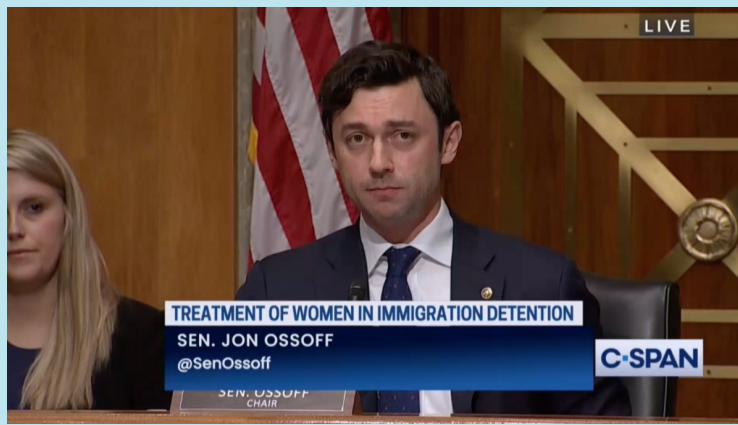 LIVE
TREATMENT OF WOMEN IN IMMIGRATION DETENTION
SEN. JON OSSOFF
@SenOssoff
C-SPAN
SEN. OSSOFF
CHAIR